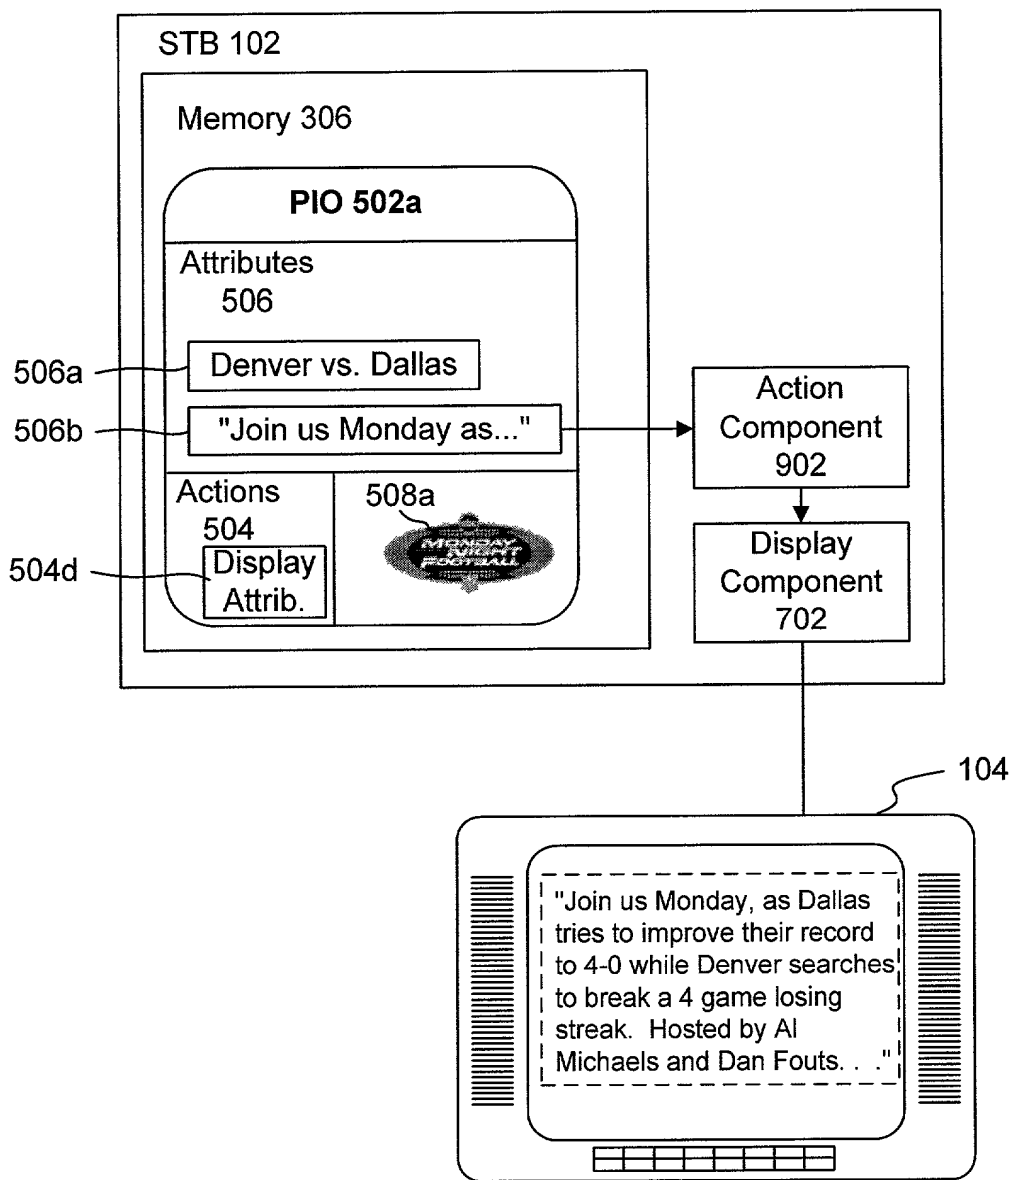 STB 102
Memory 306
PIO 502a
Attributes
506
506a
Denver vs. Dallas
506b
"Join us Monday as..."
Action
Component
902
Actions
504
504d
Display
Attrib.
508a
MONDAY
NIGHT
FOOTBALL
Display
Component
702
104
"Join us Monday, as Dallas
tries to improve their record
to 4-0 while Denver searches
to break a 4 game losing
streak. Hosted by Al
Michaels and Dan Fouts. . ."